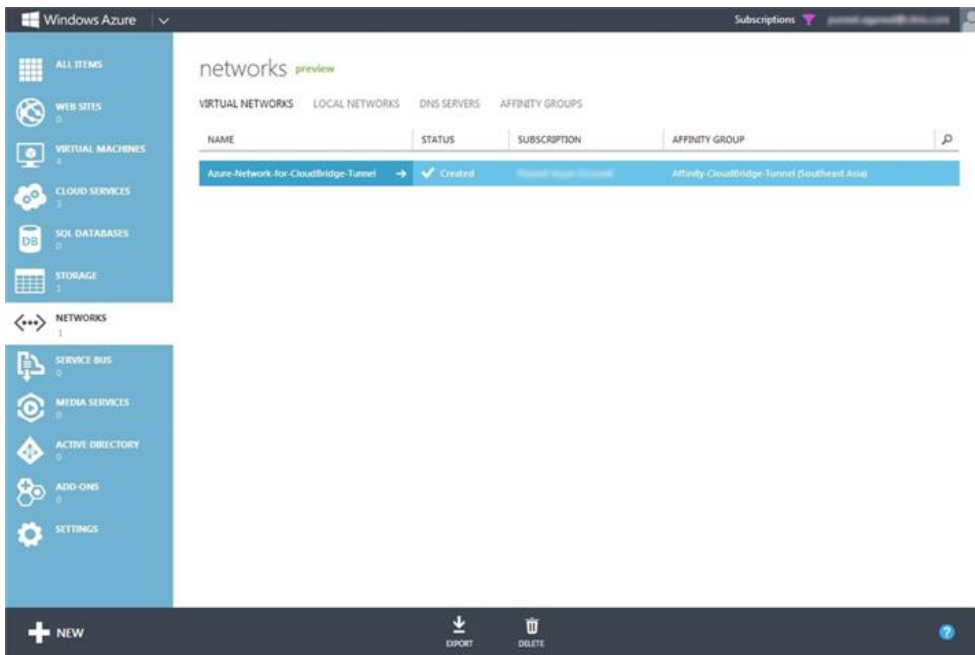 Windows Azure
Subscriptions
ALL ITEMS
WEB SITES
0
VIRTUAL MACHINES
4
CLOUD SERVICES
3
SQL DATABASES
0
DB
STORAGE
1
NETWORKS
1
SERVICE BUS
0
MEDIA SERVICES
0
ACTIVE DIRECTORY
0
ADD-ONS
0
SETTINGS
networks preview
VIRTUAL NETWORKS LOCAL NETWORKS DNS SERVERS AFFINITY GROUPS
NAME STATUS SUBSCRIPTION AFFINITY GROUP
Azure-Network-for-CloudBridge-Tunnel → Created Affinity-CloudBridge-Tunnel (Southeast Asia)
NEW
EXPORT
DELETE
?